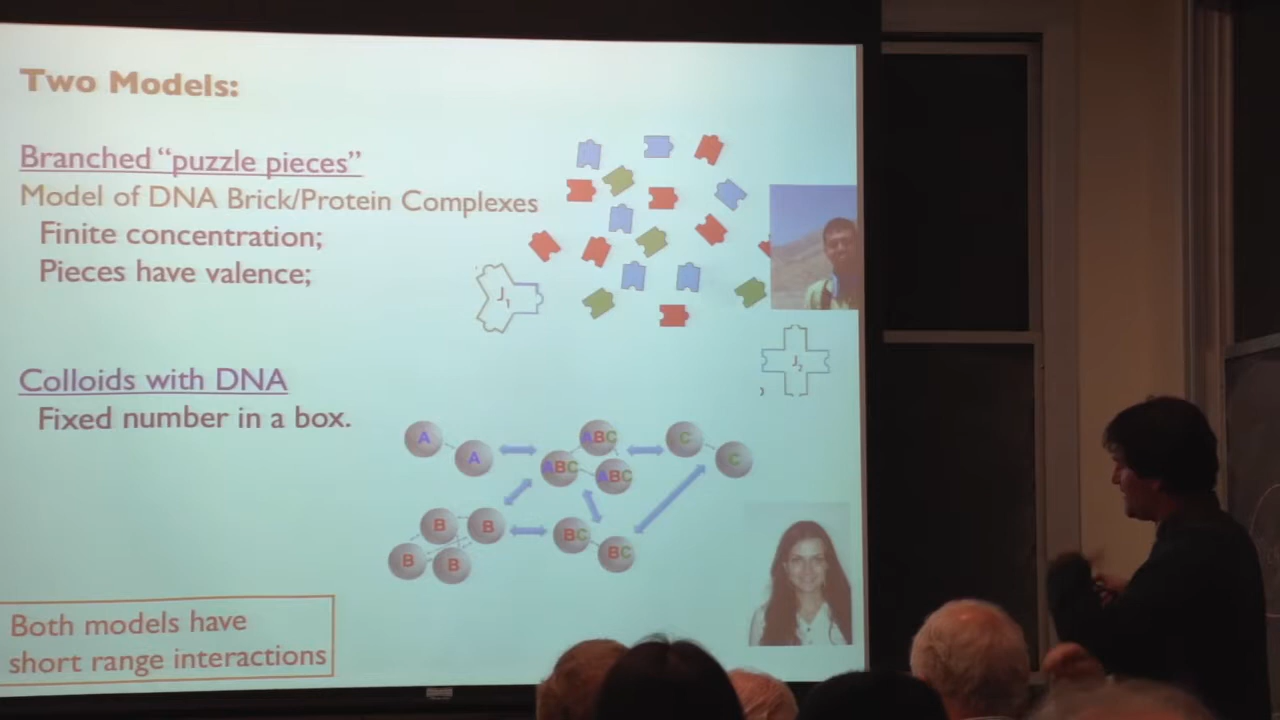 Two Models:
Branched “puzzle pieces”
Model of DNA Brick/Protein Complexes
Finite concentration;
Pieces have valence;
J1
J2
Colloids with DNA
Fixed number in a box.
A
A
ABC
ABC
ABC
C
C
B
B
B
B
BC
BC
Both models have
short range interactions